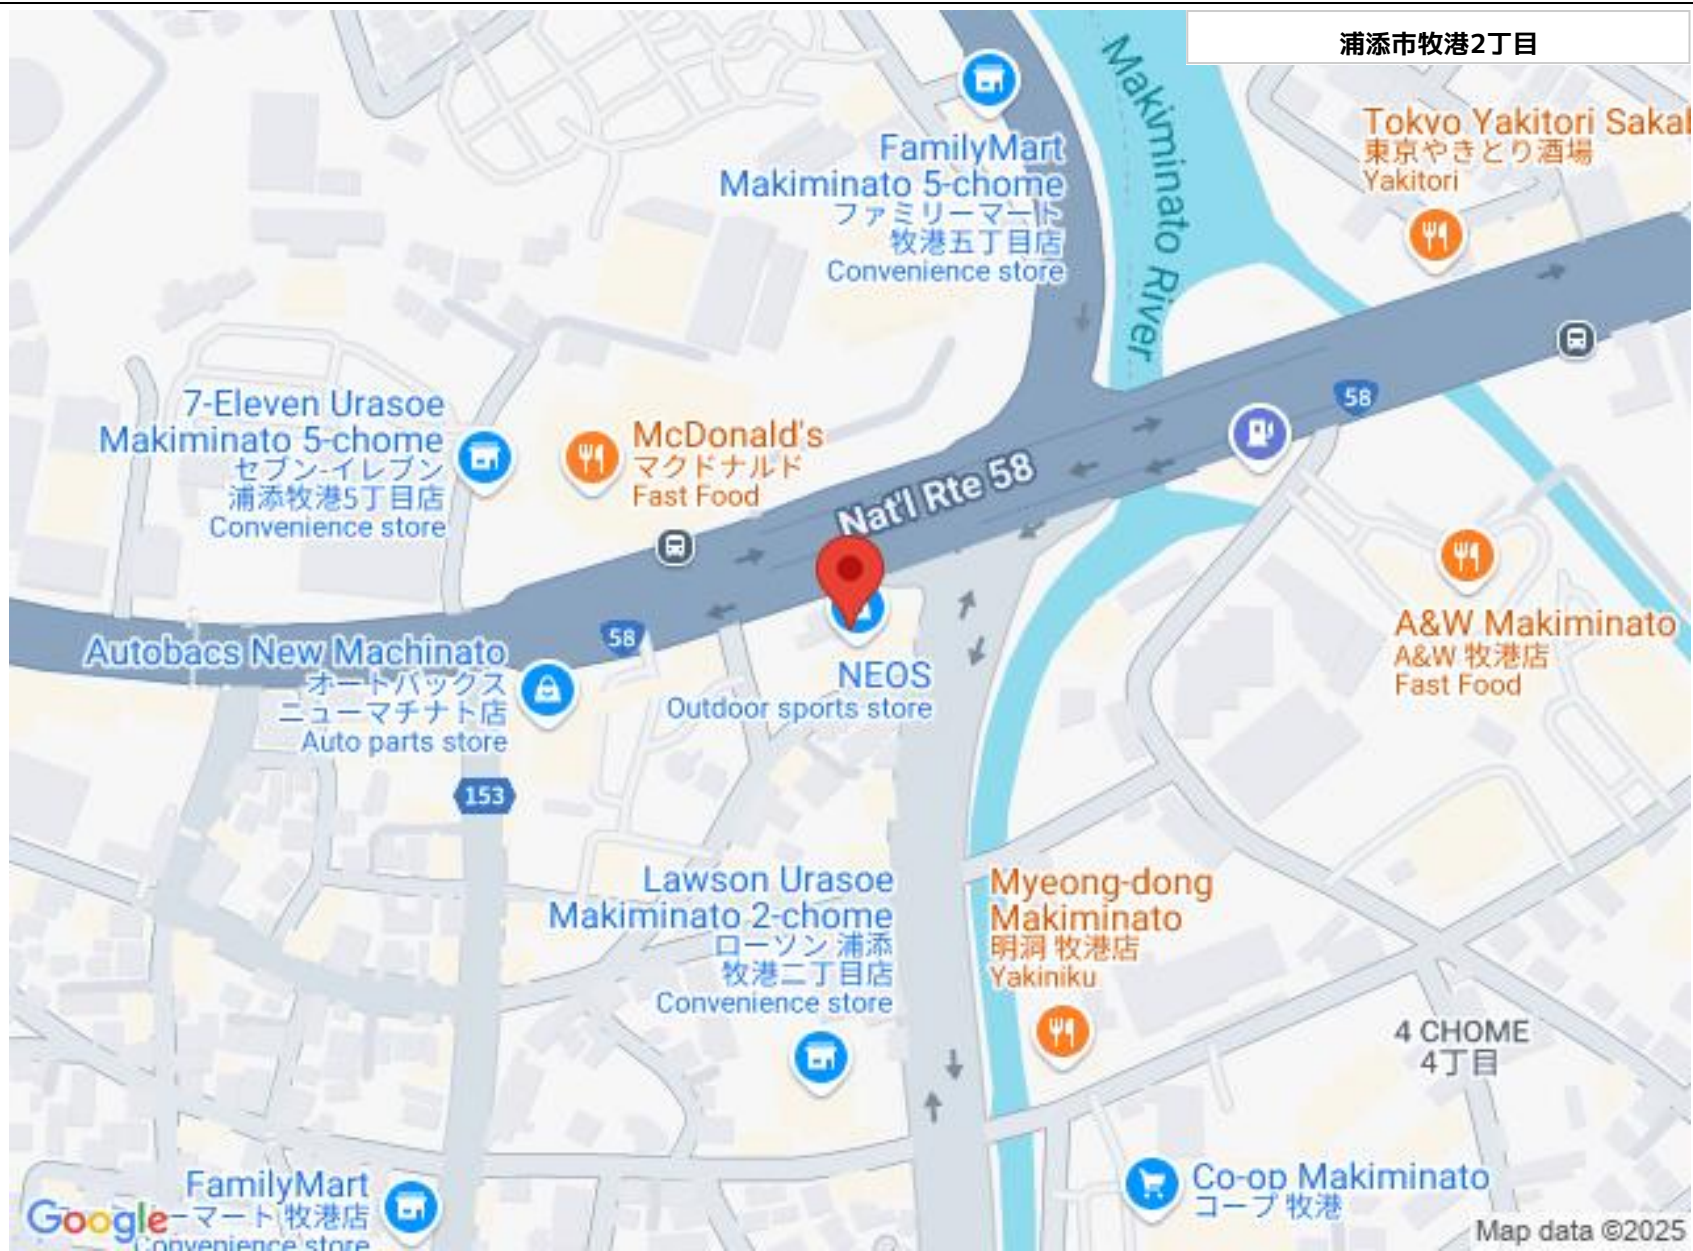 浦添市牧港2丁目
Makiminato River
FamilyMart
Makiminato 5-chome
ファミリーマート
牧港五丁目店
Convenience store
Tokyo Yakitori
東京やきとり酒場
Yakitori
58
7-Eleven Urasoe
Makiminato 5-chome
セブン-イレブン
浦添牧港5丁目店
Convenience store
McDonald's
マクドナルド
Fast Food
Nat'l Rte 58
58
Autobacs New Machinato
オートバックス
ニューマチナト店
Auto parts store
NEOS
Outdoor sports store
A&W Makiminato
A&W 牧港店
Fast Food
153
Lawson Urasoe
Makiminato 2-chome
ローソン 浦添
牧港二丁目店
Convenience store
Myeong-dong
Makiminato
明洞 牧港店
Yakiniku
4 CHOME
4丁目
Co-op Makiminato
コープ 牧港
FamilyMart
ーマート 牧港店
Convenience store
Google
Map data ©2025